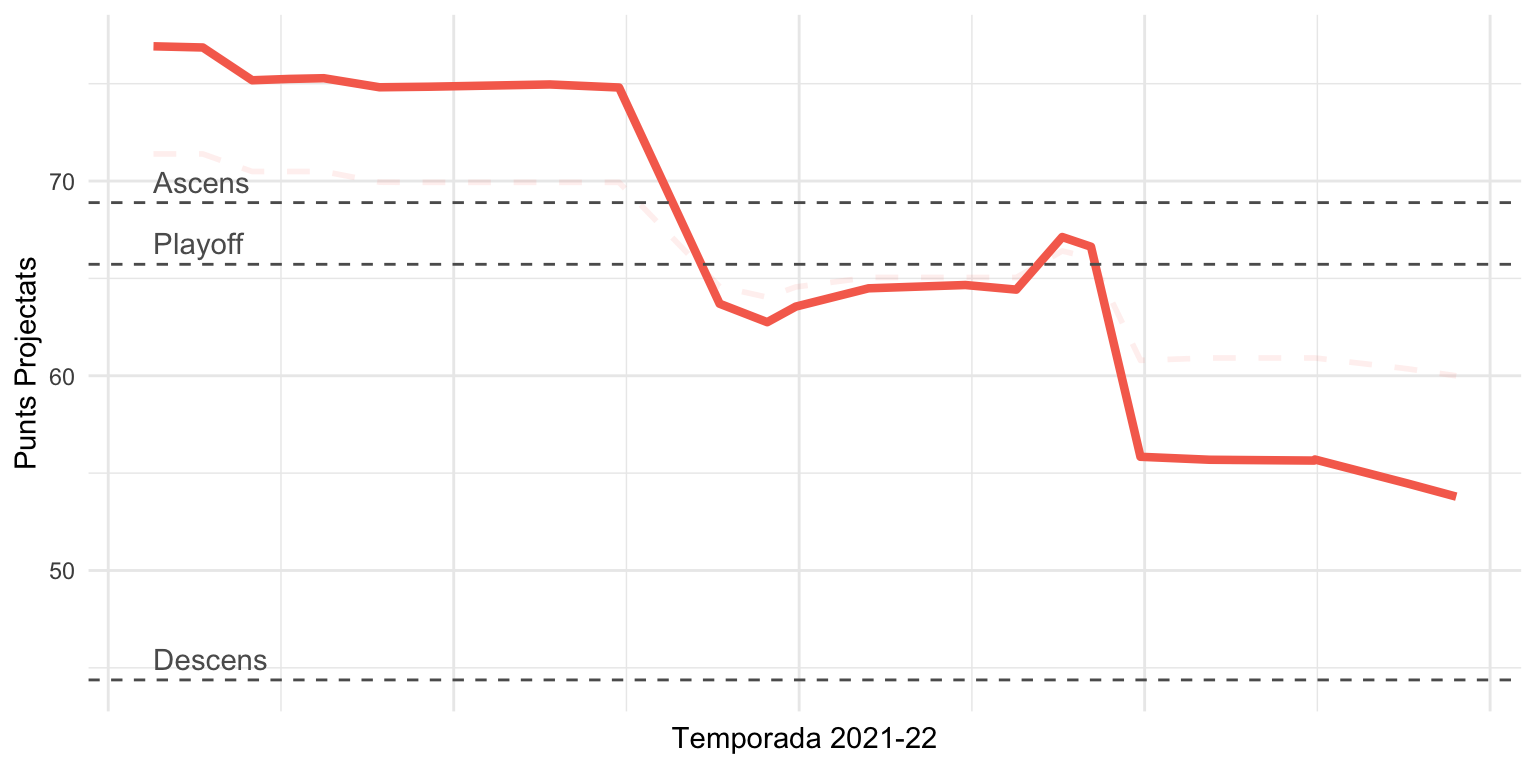 70
Ascens
Playoff
60
50
Descens
Punts Projectats
Temporada 2021-22